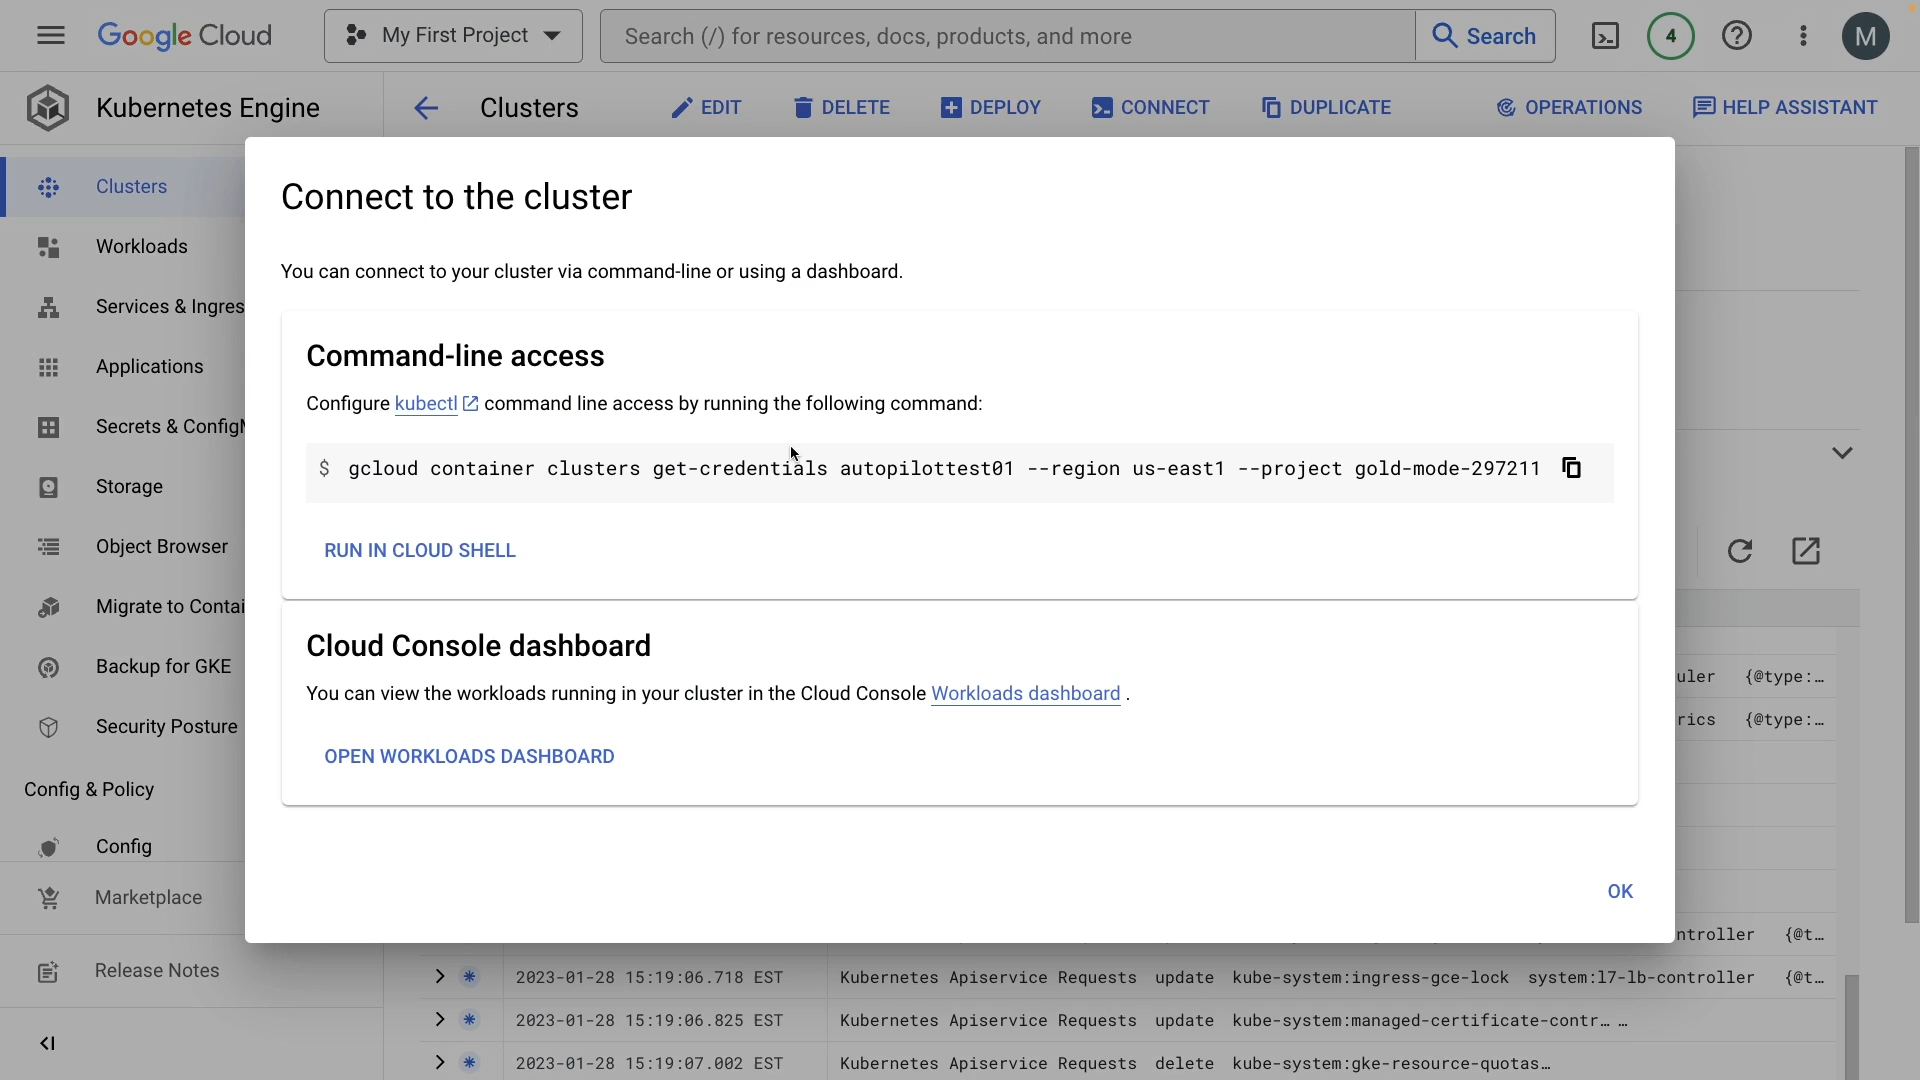 Google Cloud
My First Project
Search (/) for resources, docs, products, and more
Search
4
M
Kubernetes Engine
Clusters
EDIT
DELETE
DEPLOY
CONNECT
DUPLICATE
OPERATIONS
HELP ASSISTANT
Clusters
Workloads
Services & Ingres
Applications
Secrets & Config
Storage
Object Browser
Migrate to Contai
Backup for GKE
Security Posture
Config & Policy
Config
Marketplace
Release Notes
Connect to the cluster
You can connect to your cluster via command-line or using a dashboard.
Command-line access
Configure kubectl command line access by running the following command:
$ gcloud container clusters get-credentials autopilottest01 --region us-east1 --project gold-mode-297211
RUN IN CLOUD SHELL
Cloud Console dashboard
You can view the workloads running in your cluster in the Cloud Console Workloads dashboard .
OPEN WORKLOADS DASHBOARD
OK
uler {@type:…
rics {@type:…
ntroller {@t…
2023-01-28 15:19:06.718 EST Kubernetes Apiservice Requests update kube-system:ingress-gce-lock system:l7-lb-controller {@t…
2023-01-28 15:19:06.825 EST Kubernetes Apiservice Requests update kube-system:managed-certificate-contr… …
2023-01-28 15:19:07.002 EST Kubernetes Apiservice Requests delete kube-system:gke-resource-quotas…